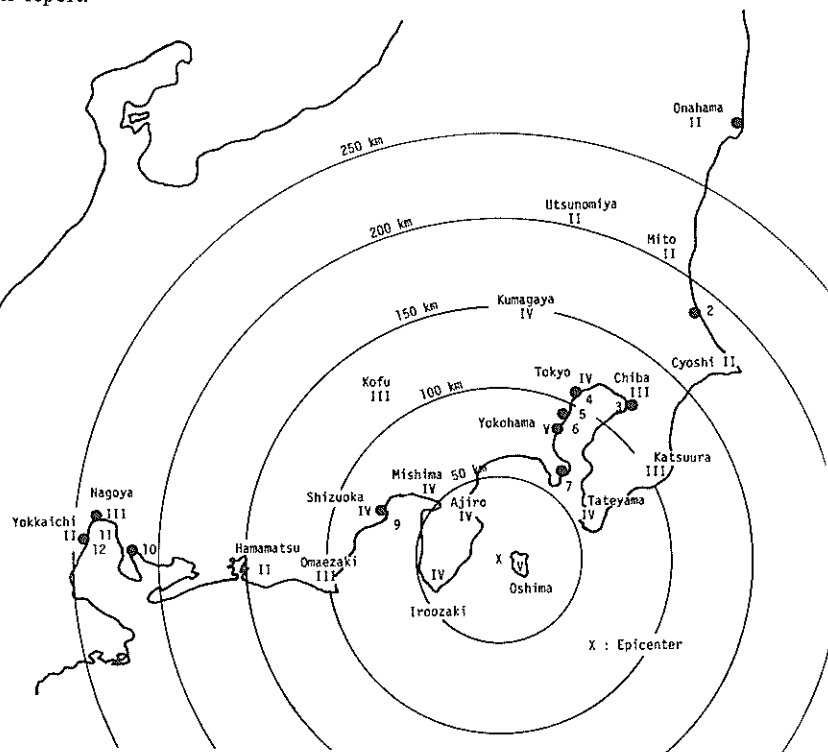 Onahama
II
250 km
Utsunomiya
II
200 km
Mito
II
Kumagaya
IV
150 km
2
Cyoshi II
Tokyo
IV
Chiba
III
Kofu
III
100 km
4
3
5
Yokohama
V
6
Katsuura
III
50 km
7
Mishima
IV
Nagoya
III
Shizuoka
IV
9
Ajiro
IV
Tateyama
IV
Yokkaichi
II
11
12
10
Hamamatsu
II
Omaezaki
III
X
V
Oshima
IV
Iroozaki
X : Epicenter